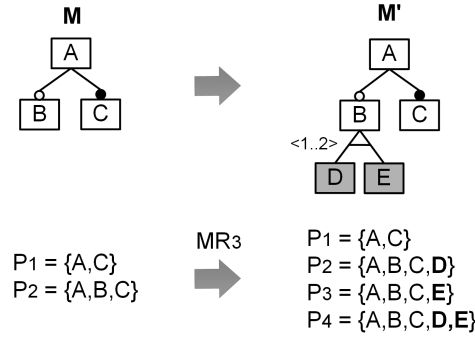 M
M'
A
B
C
A
B
C
<1..2>
D
E
MR3
P1 = {A,C}
P2 = {A,B,C}
P1 = {A,C}
P2 = {A,B,C,D}
P3 = {A,B,C,E}
P4 = {A,B,C,D,E}